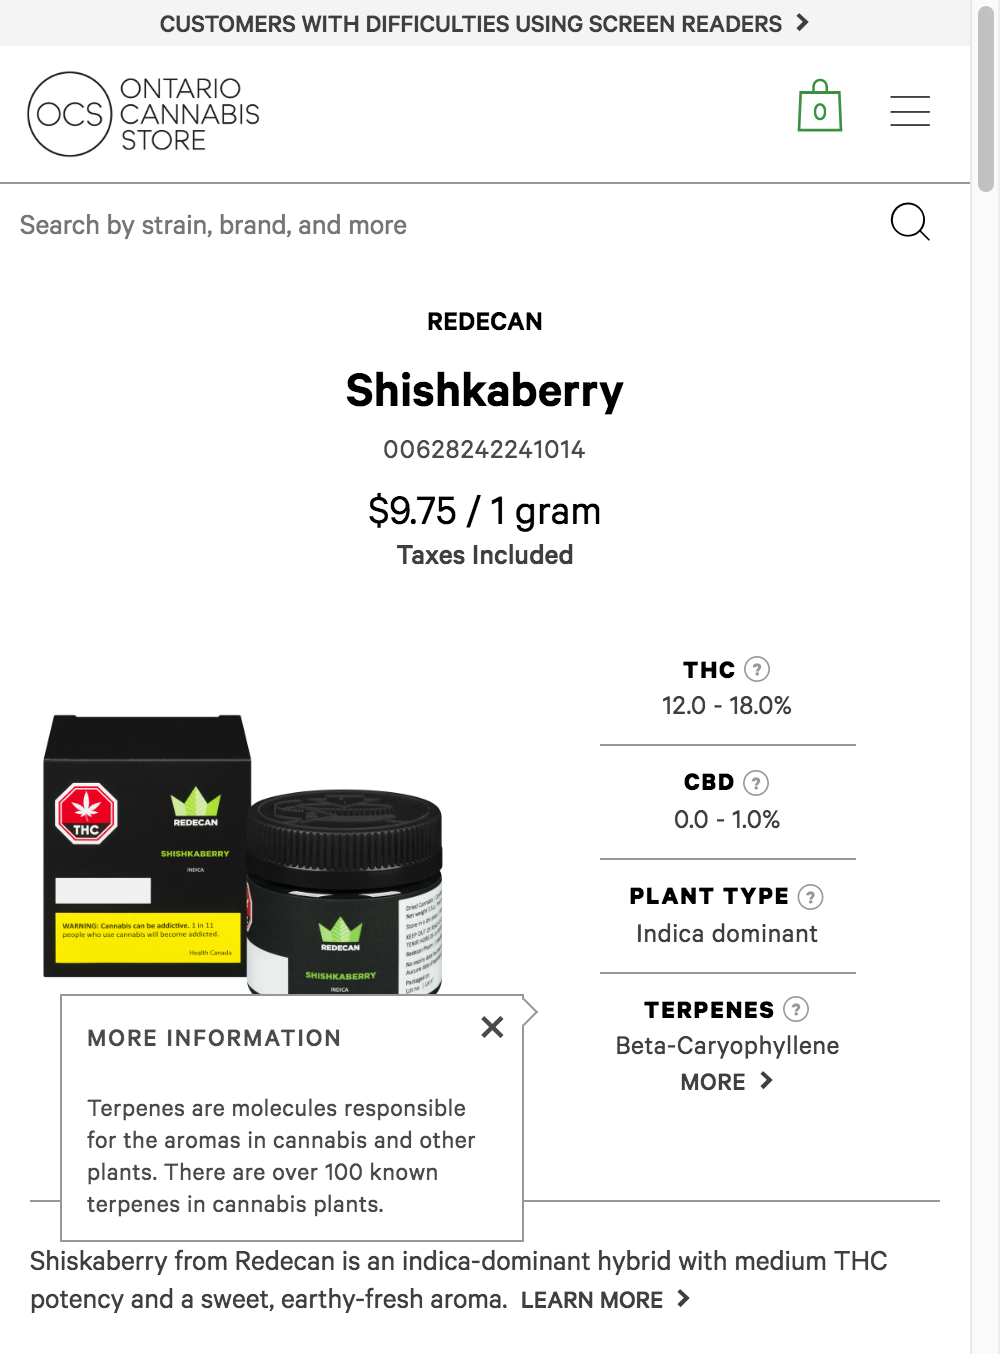 CUSTOMERS WITH DIFFICULTIES USING SCREEN READERS
OCS
ONTARIO
CANNABIS
STORE
0
Search by strain, brand, and more
REDECAN
Shishkaberry
00628242241014
$9.75 / 1 gram
Taxes Included
THC ?
12.0 - 18.0%
CBD ?
0.0 - 1.0%
PLANT TYPE ?
Indica dominant
TERPENES ?
Beta-Caryophyllene
MORE
THC
REDECAN
SHISHKABERRY
INDICA
WARNING: Cannabis can be addictive. 1 in 11
people who use cannabis will become addicted.
Health Canada
REDECAN
SHISHKABERRY
INDICA
MORE INFORMATION
Terpenes are molecules responsible
for the aromas in cannabis and other
plants. There are over 100 known
terpenes in cannabis plants.
Shiskaberry from Redecan is an indica-dominant hybrid with medium THC
potency and a sweet, earthy-fresh aroma. LEARN MORE